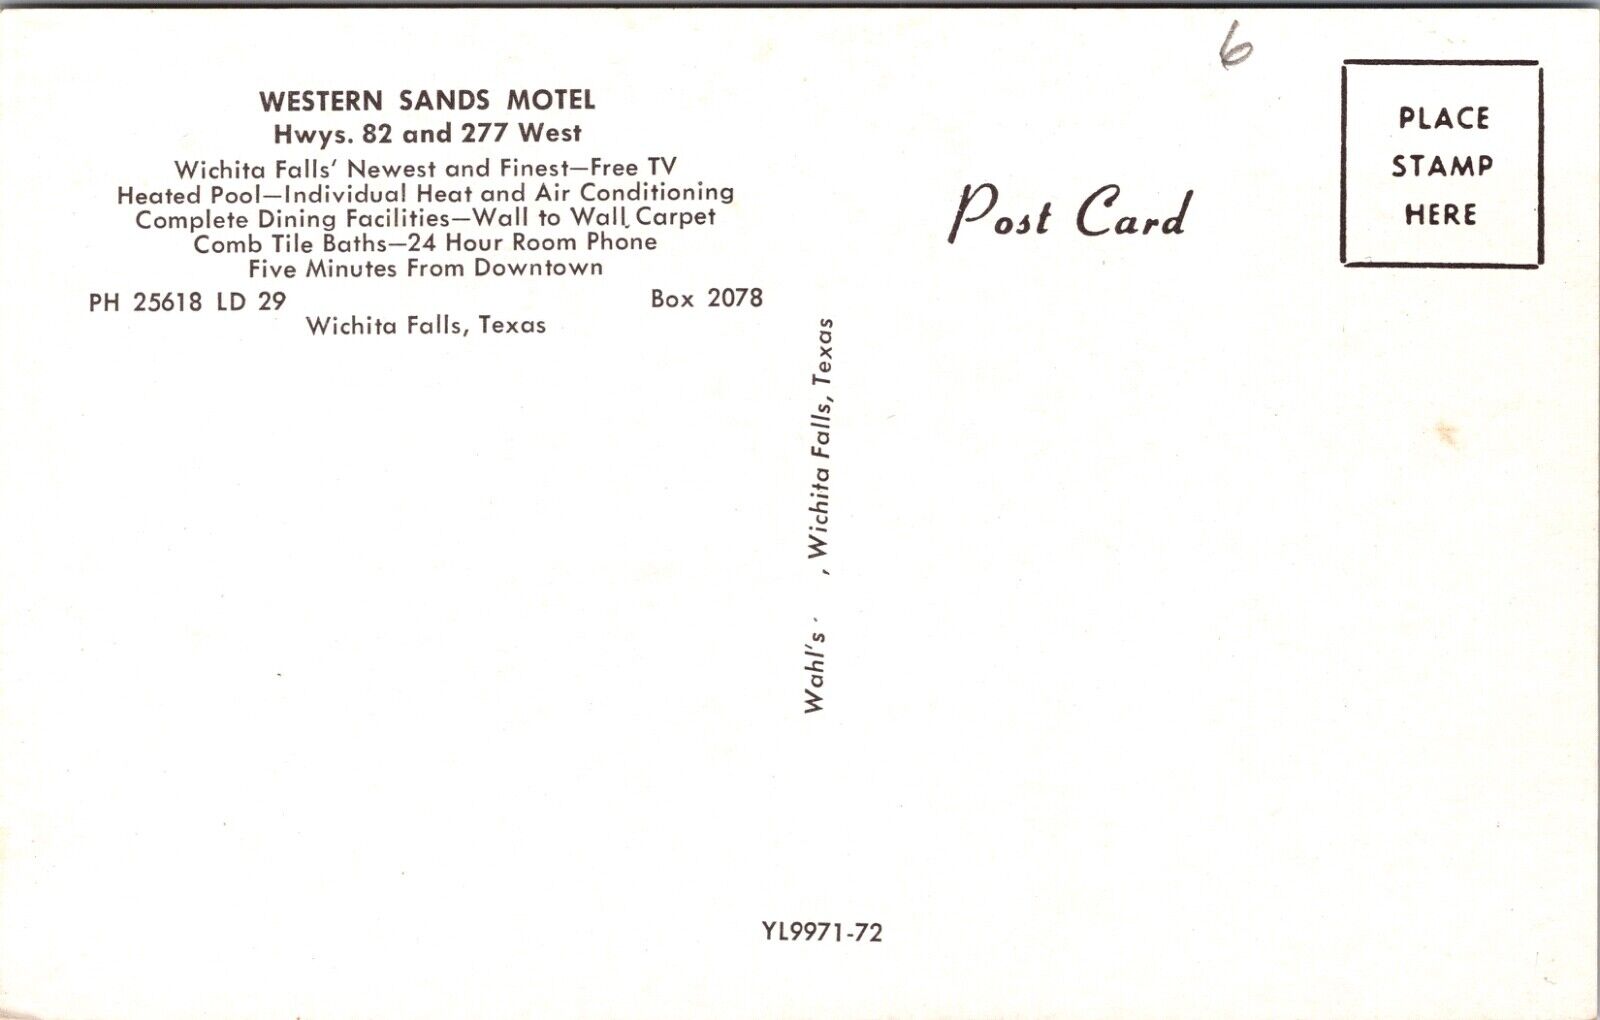 6
WESTERN SANDS MOTEL
Hwys. 82 and 277 West
Wichita Falls' Newest and Finest—Free TV
Heated Pool—Individual Heat and Air Conditioning
Complete Dining Facilities—Wall to Wall Carpet
Comb Tile Baths—24 Hour Room Phone
Five Minutes From Downtown
PH 25618 LD 29 Box 2078
Wichita Falls, Texas
Wahl's , Wichita Falls, Texas
Post Card
PLACE
STAMP
HERE
YL9971-72